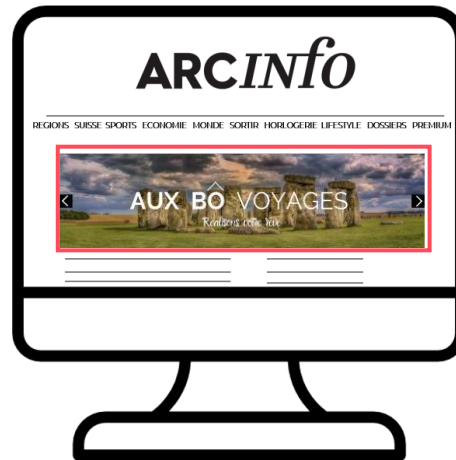 ARCINfO
REGIONS SUISSE SPORTS ECONOMIE MONDE SORTIR HORLOGERIE LIFESTYLE DOSSIERS PREMIUM
AUX BÔ VOYAGES
Réalisons votre rêve